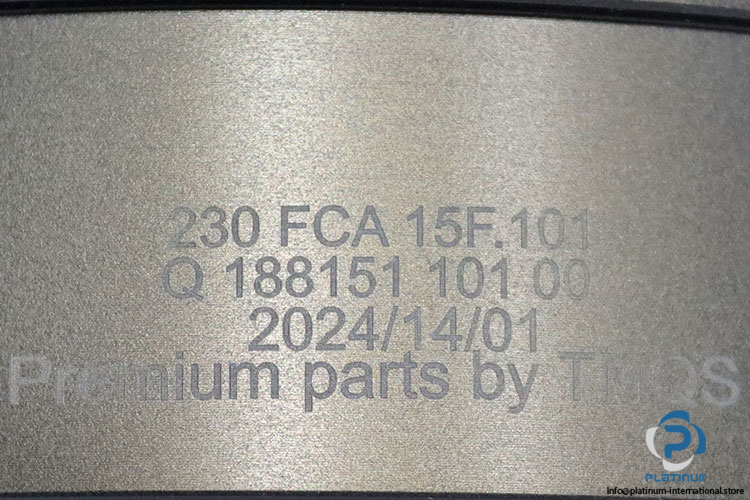 230 FCA 15F.101
Q 188151 101 00
2024/14/01
Premium parts by TMQS
PLATINUM
Info@platinum-international.store